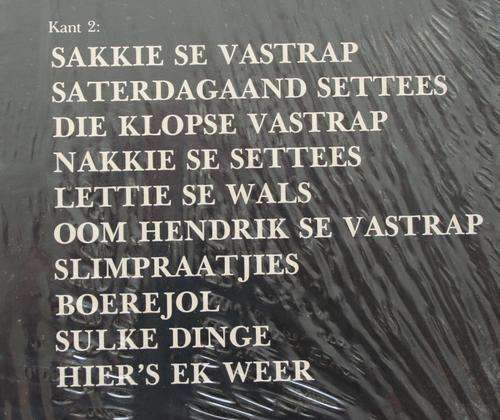 Kant 2:
SAKKIE SE VASTRAP
SATERDAGAAND SETTEES
DIE KLOPSE VASTRAP
NAKKIE SE SETTEES
LETTIE SE WALS
OOM HENDRIK SE VASTRAP
SLIMPRAATJIES
BOEREJOL
SULKE DINGE
HIER'S EK WEER